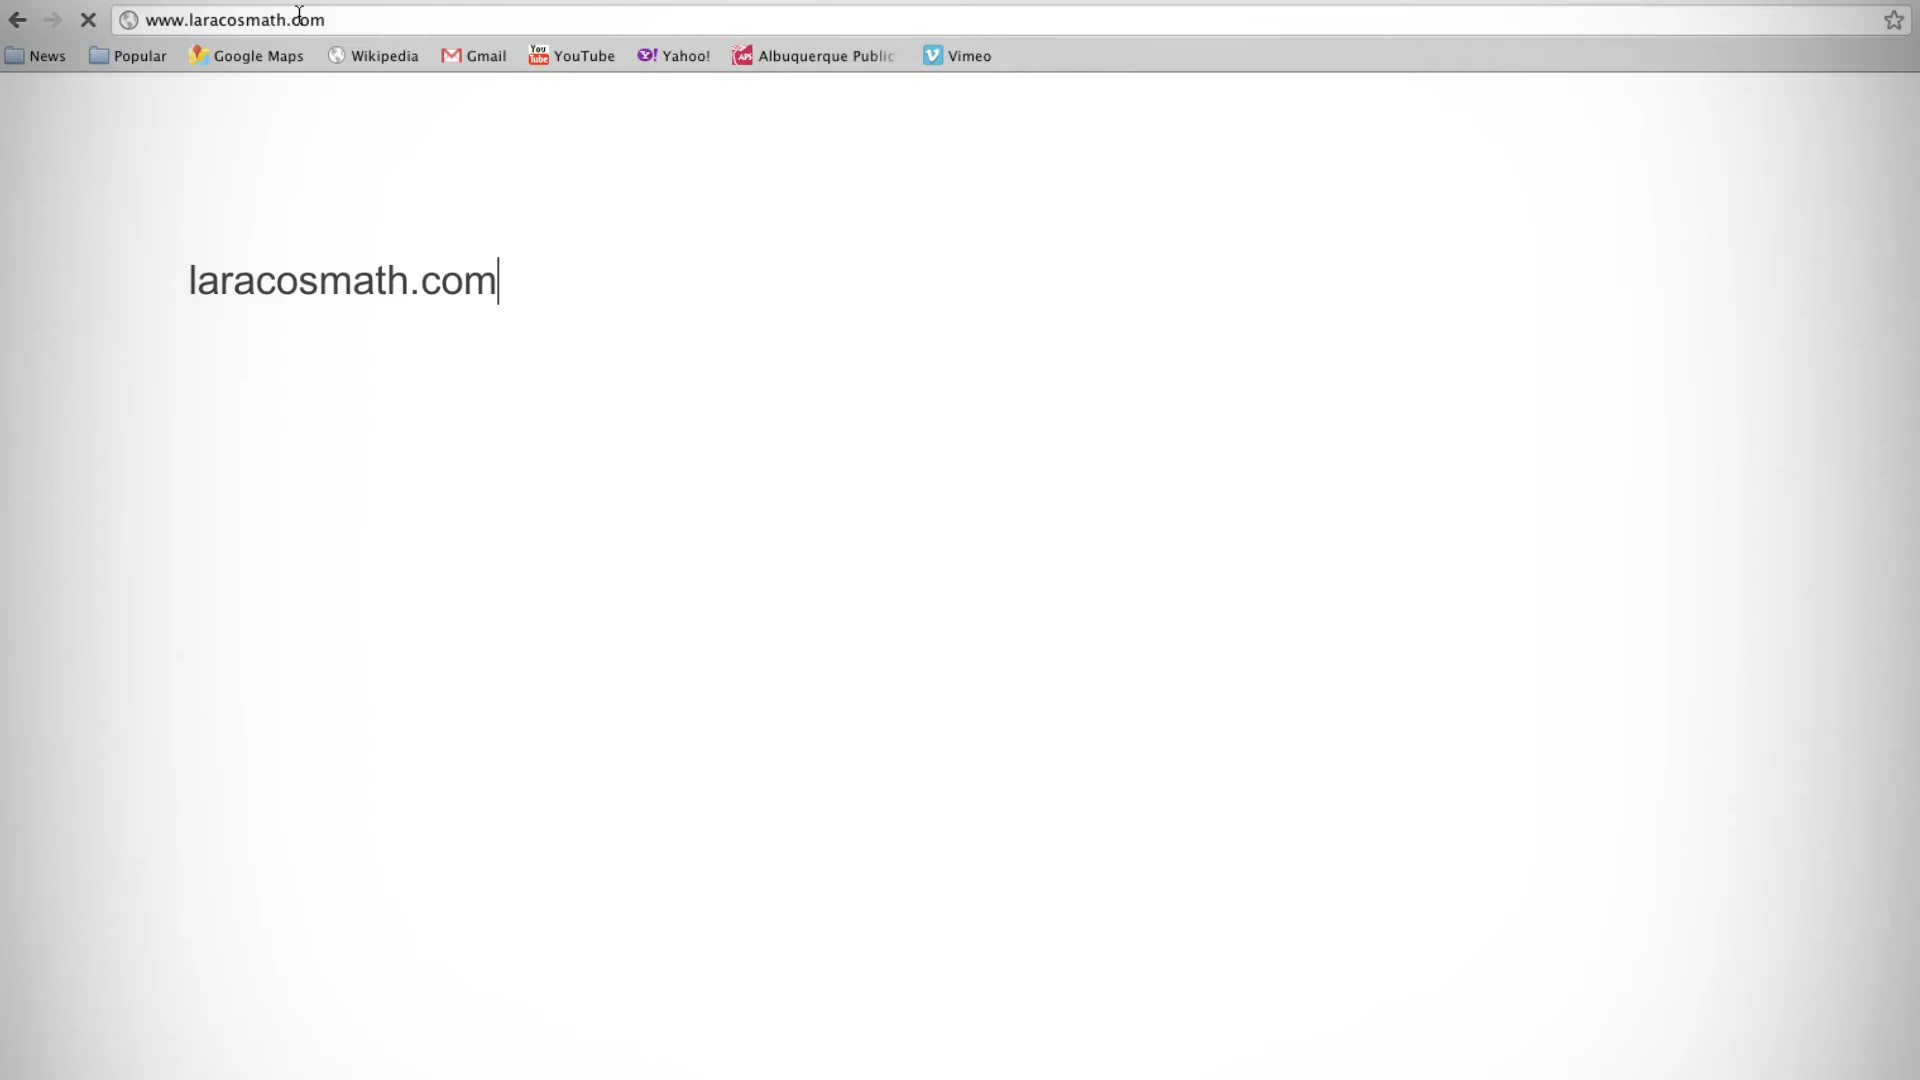 www.laracosmath.com
News Popular Google Maps Wikipedia Gmail YouTube Yahoo! Albuquerque Public Vimeo
laracosmath.com